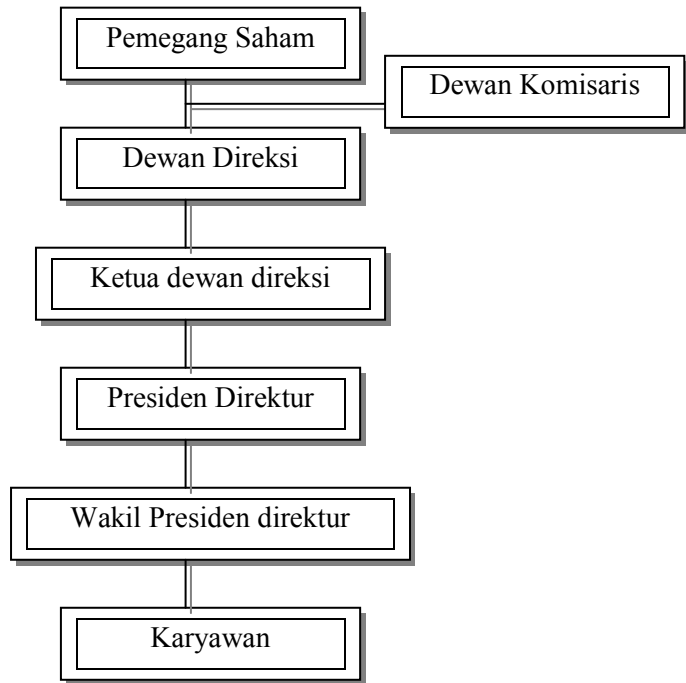 Pemegang Saham
Dewan Komisaris
Dewan Direksi
Ketua dewan direksi
Presiden Direktur
Wakil Presiden direktur
Karyawan